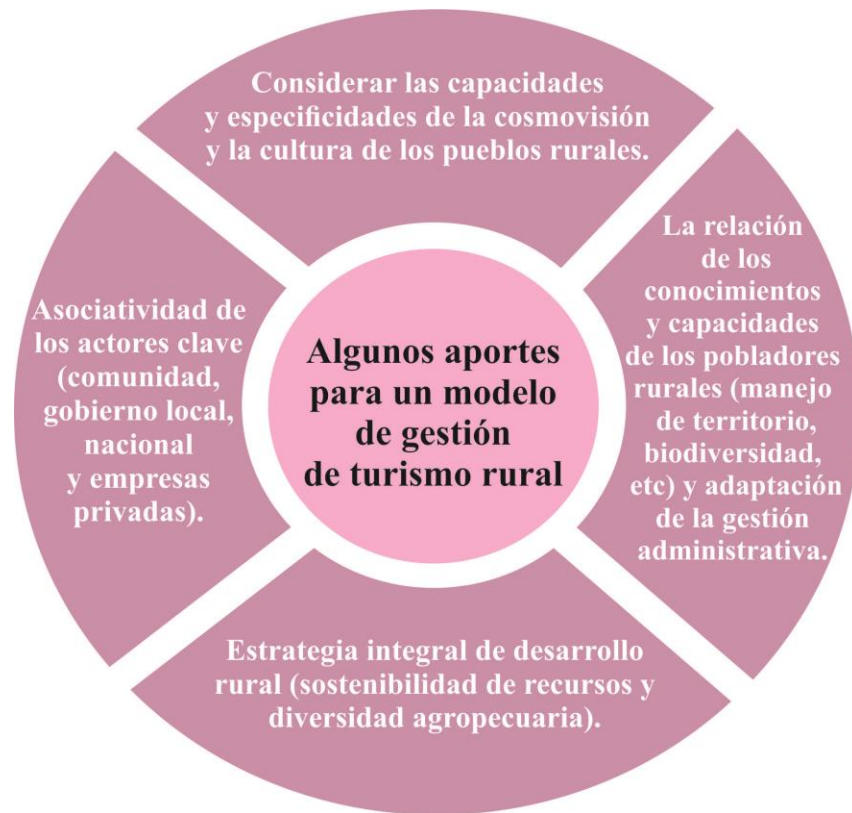 Considerar las capacidades
y especificidades de la cosmovisión
y la cultura de los pueblos rurales.
La relación
de los
conocimientos
y capacidades
de los pobladores
rurales (manejo
de territorio,
biodiversidad,
etc) y adaptación
de la gestión
administrativa.
Estrategia integral de desarrollo
rural (sostenibilidad de recursos y
diversidad agropecuaria).
Asociatividad de
los actores clave
(comunidad,
gobierno local,
nacional
y empresas
privadas).
Algunos aportes
para un modelo
de gestión
de turismo rural